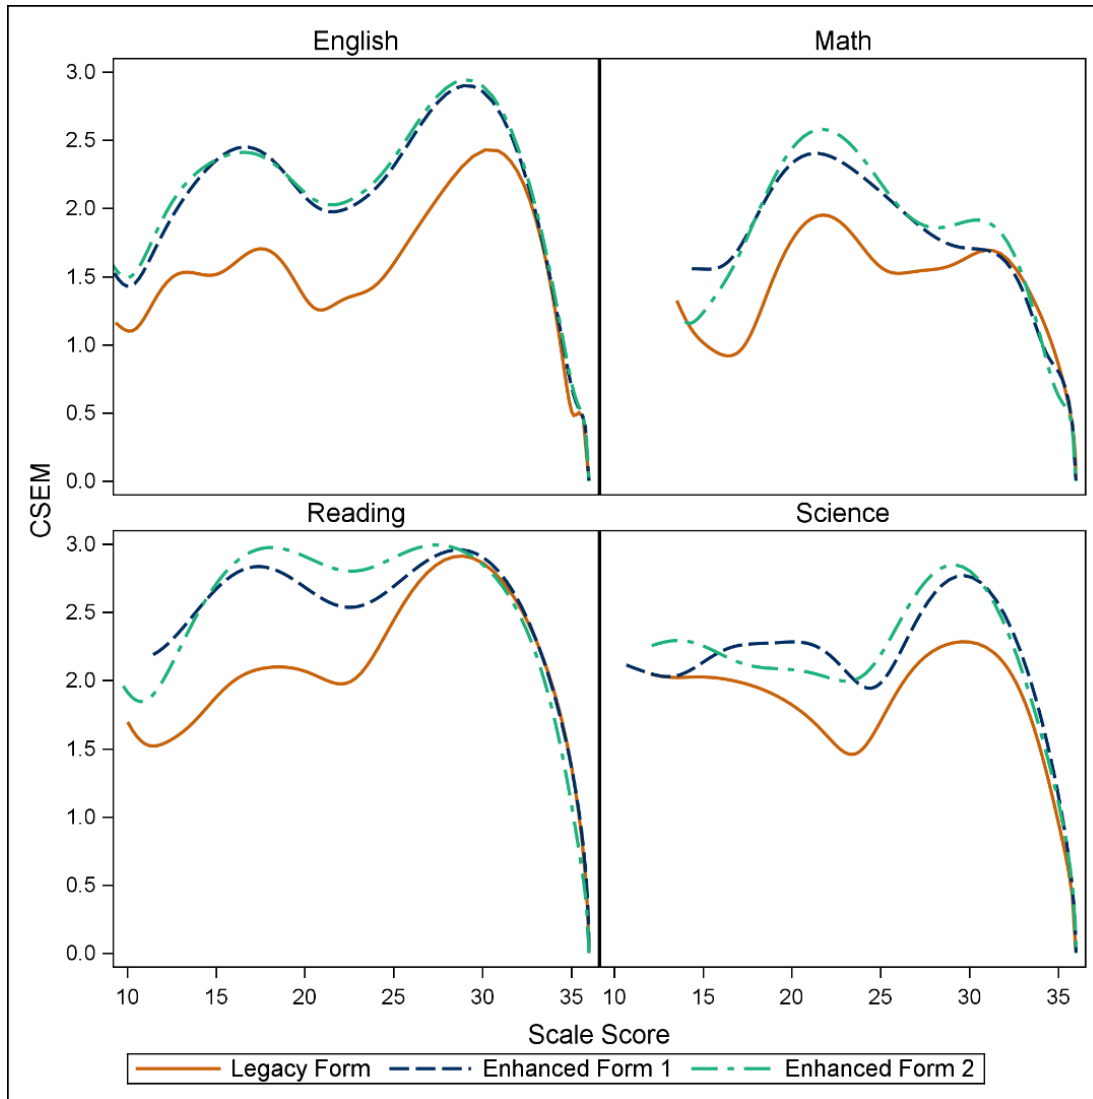 English Math
3.0
2.5
2.0
1.5
1.0
0.5
0.0
CSEM
Reading Science
3.0
2.5
2.0
1.5
1.0
0.5
0.0
10 15 20 25 30 35 10 15 20 25 30 35
Scale Score
Legacy Form Enhanced Form 1 Enhanced Form 2